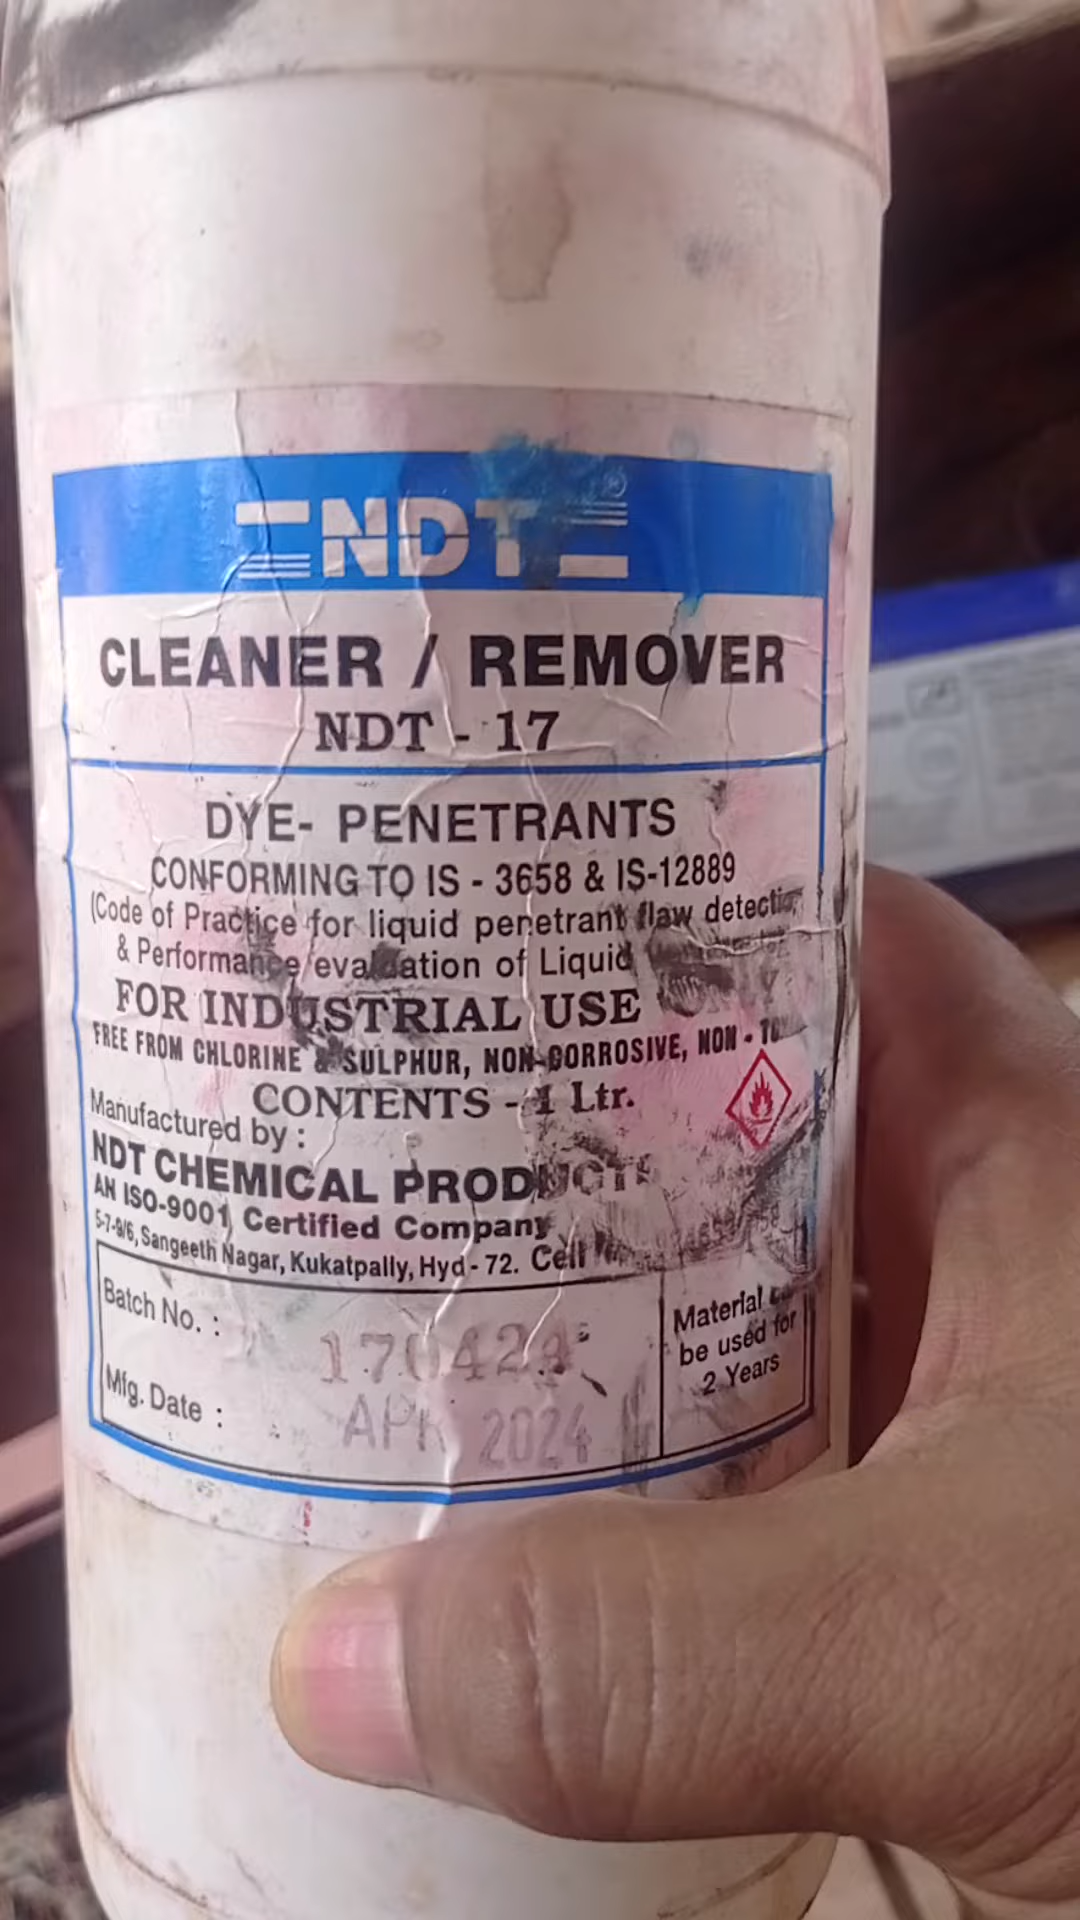 NDT ®
CLEANER / REMOVER
NDT - 17
DYE- PENETRANTS
CONFORMING TO IS - 3658 & IS-12889
(Code of Practice for liquid penetrant flaw detection
& Performance evaluation of Liquid
FOR INDUSTRIAL USE
FREE FROM CHLORINE & SULPHUR, NON-CORROSIVE, NON -
CONTENTS - 1 Ltr.
Manufactured by :
NDT CHEMICAL PRODUCTS
AN ISO-9001 Certified Company
5-7-9/6, Sangeeth Nagar, Kukatpally, Hyd - 72. Cell
Batch No. : 170424
Mfg. Date : APR 2024
Material
be used for
2 Years